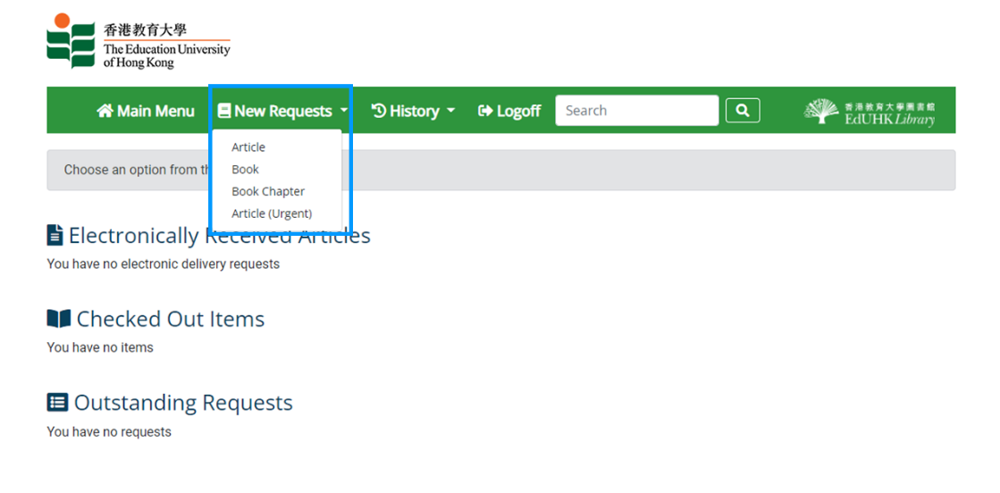 香港教育大學
The Education University
of Hong Kong
Main Menu New Requests History Logoff Search
香港教育大學圖書館
EdUHK Library
Article
Book
Book Chapter
Article (Urgent)
Choose an option from
Electronically Received Articles
You have no electronic delivery requests
Checked Out Items
You have no items
Outstanding Requests
You have no requests